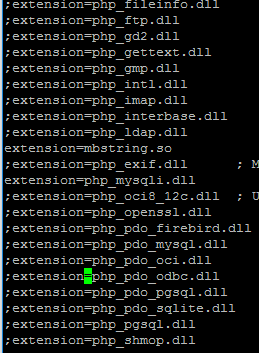 ;extension=php_fileinfo.dll
;extension=php_ftp.dll
;extension=php_gd2.dll
;extension=php_gettext.dll
;extension=php_gmp.dll
;extension=php_intl.dll
;extension=php_imap.dll
;extension=php_interbase.dll
;extension=php_ldap.dll
extension=mbstring.so
;extension=php_exif.dll      ; M
extension=php_mysqli.dll
;extension=php_oci8_12c.dll  ; U
;extension=php_openssl.dll
;extension=php_pdo_firebird.dll
;extension=php_pdo_mysql.dll
;extension=php_pdo_oci.dll
;extension=php_pdo_odbc.dll
;extension=php_pdo_pgsql.dll
;extension=php_pdo_sqlite.dll
;extension=php_pgsql.dll
;extension=php_shmop.dll